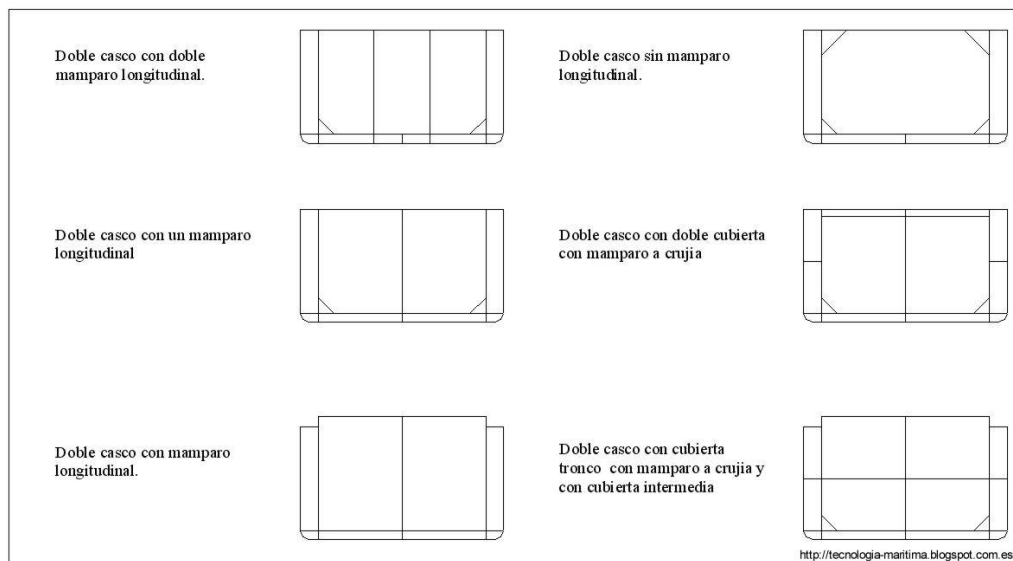 Doble casco con doble
mamparo longitudinal.
Doble casco sin mamparo
longitudinal.
Doble casco con un mamparo
longitudinal
Doble casco con doble cubierta
con mamparo a crujia
Doble casco con mamparo
longitudinal.
Doble casco con cubierta
tronco con mamparo a crujia y
con cubierta intermedia
http://tecnologia-maritima.blogspot.com.es